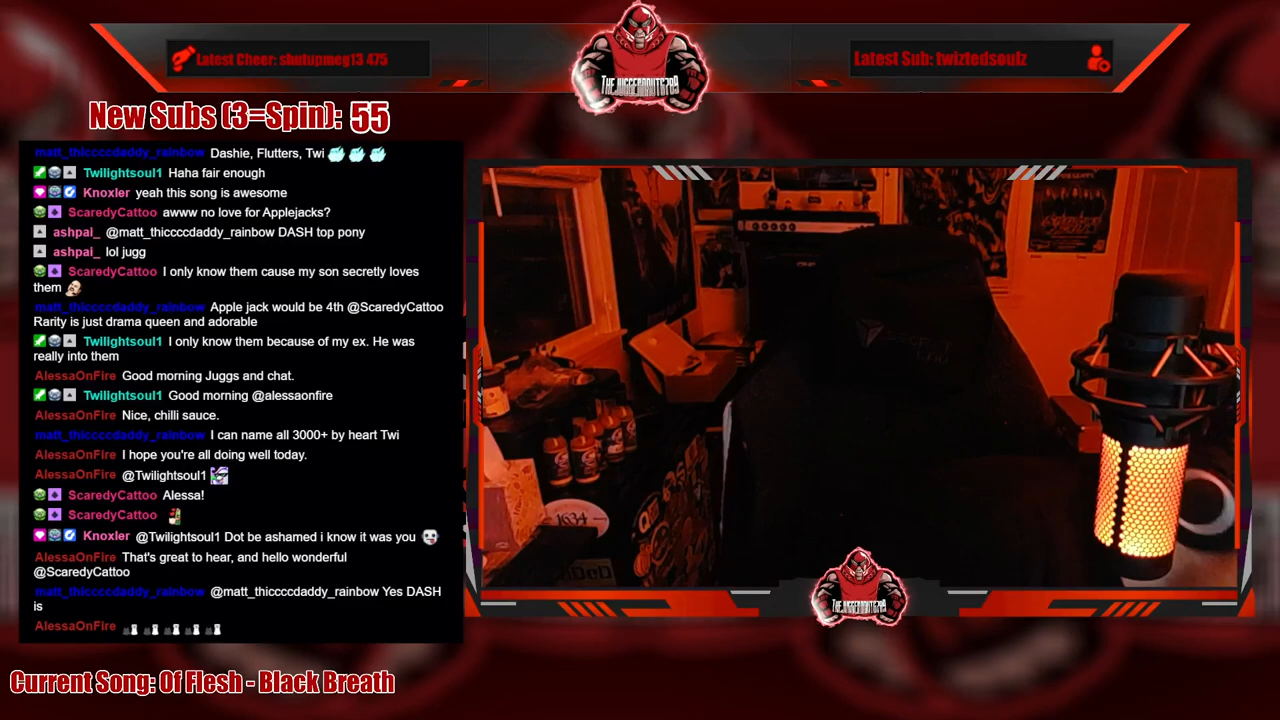 Latest Cheer: shutupmeg13 475
THEJUGGERNAUT6789
Latest Sub: twiztedsoulz
New Subs (3=Spin): 55
matt_thiccccdaddy_rainbow Dashie, Flutters, Twi
Twilightsoul1 Haha fair enough
Knoxler yeah this song is awesome
ScaredyCattoo awww no love for Applejacks?
ashpai_ @matt_thiccccdaddy_rainbow DASH top pony
ashpai_ lol jugg
ScaredyCattoo I only know them cause my son secretly loves
them
matt_thiccccdaddy_rainbow Apple jack would be 4th @ScaredyCattoo
Rarity is just drama queen and adorable
Twilightsoul1 I only know them because of my ex. He was
really into them
AlessaOnFire Good morning Juggs and chat.
Twilightsoul1 Good morning @alessaonfire
AlessaOnFire Nice, chilli sauce.
matt_thiccccdaddy_rainbow I can name all 3000+ by heart Twi
AlessaOnFire I hope you're all doing well today.
AlessaOnFire @Twilightsoul1
ScaredyCattoo Alessa!
ScaredyCattoo
Knoxler @Twilightsoul1 Dot be ashamed i know it was you
AlessaOnFire That's great to hear, and hello wonderful
@ScaredyCattoo
matt_thiccccdaddy_rainbow @matt_thiccccdaddy_rainbow Yes DASH
is
AlessaOnFire
1634
Current Song: Of Flesh - Black Breath